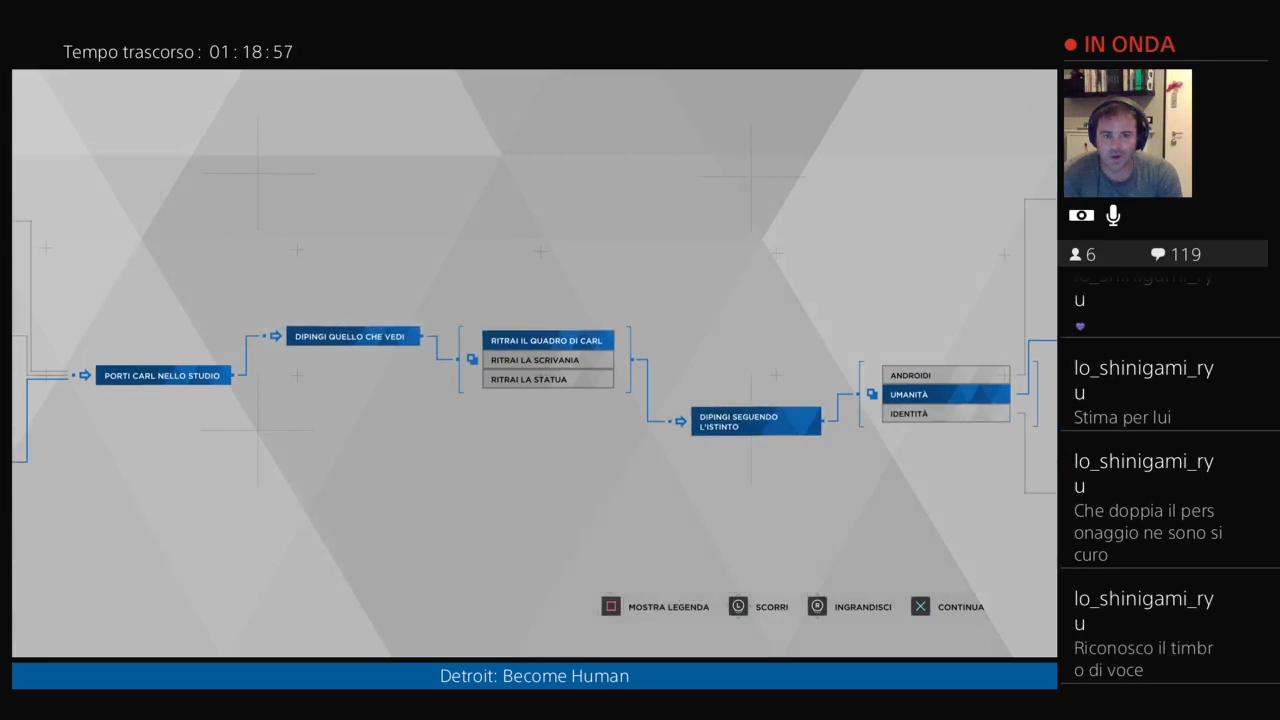 Tempo trascorso: 01:18:57
IN ONDA
6
119
PORTI CARL NELLO STUDIO
DIPINGI QUELLO CHE VEDI
RITRAI IL QUADRO DI CARL
RITRAI LA SCRIVANIA
RITRAI LA STATUA
DIPINGI SEGUENDO
L'ISTINTO
ANDROIDI
UMANITÀ
IDENTITÀ
MOSTRA LEGENDA
L
SCORRI
R
INGRANDISCI
CONTINUA
Detroit: Become Human
lo_shinigami_ry
u
lo_shinigami_ry
u
Stima per lui
lo_shinigami_ry
u
Che doppia il pers
onaggio ne sono si
curo
lo_shinigami_ry
u
Riconosco il timbr
o di voce